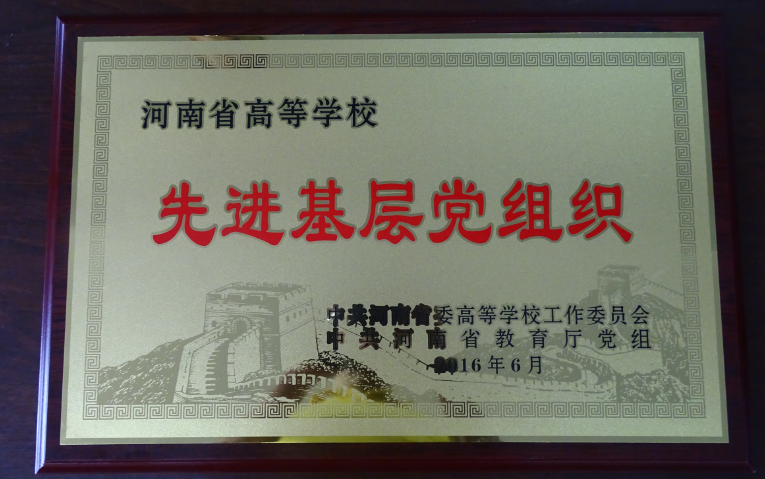 河南省高等学校
先进基层党组织
中共河南省委高等学校工作委员会
中共河南省教育厅党组
2016年6月